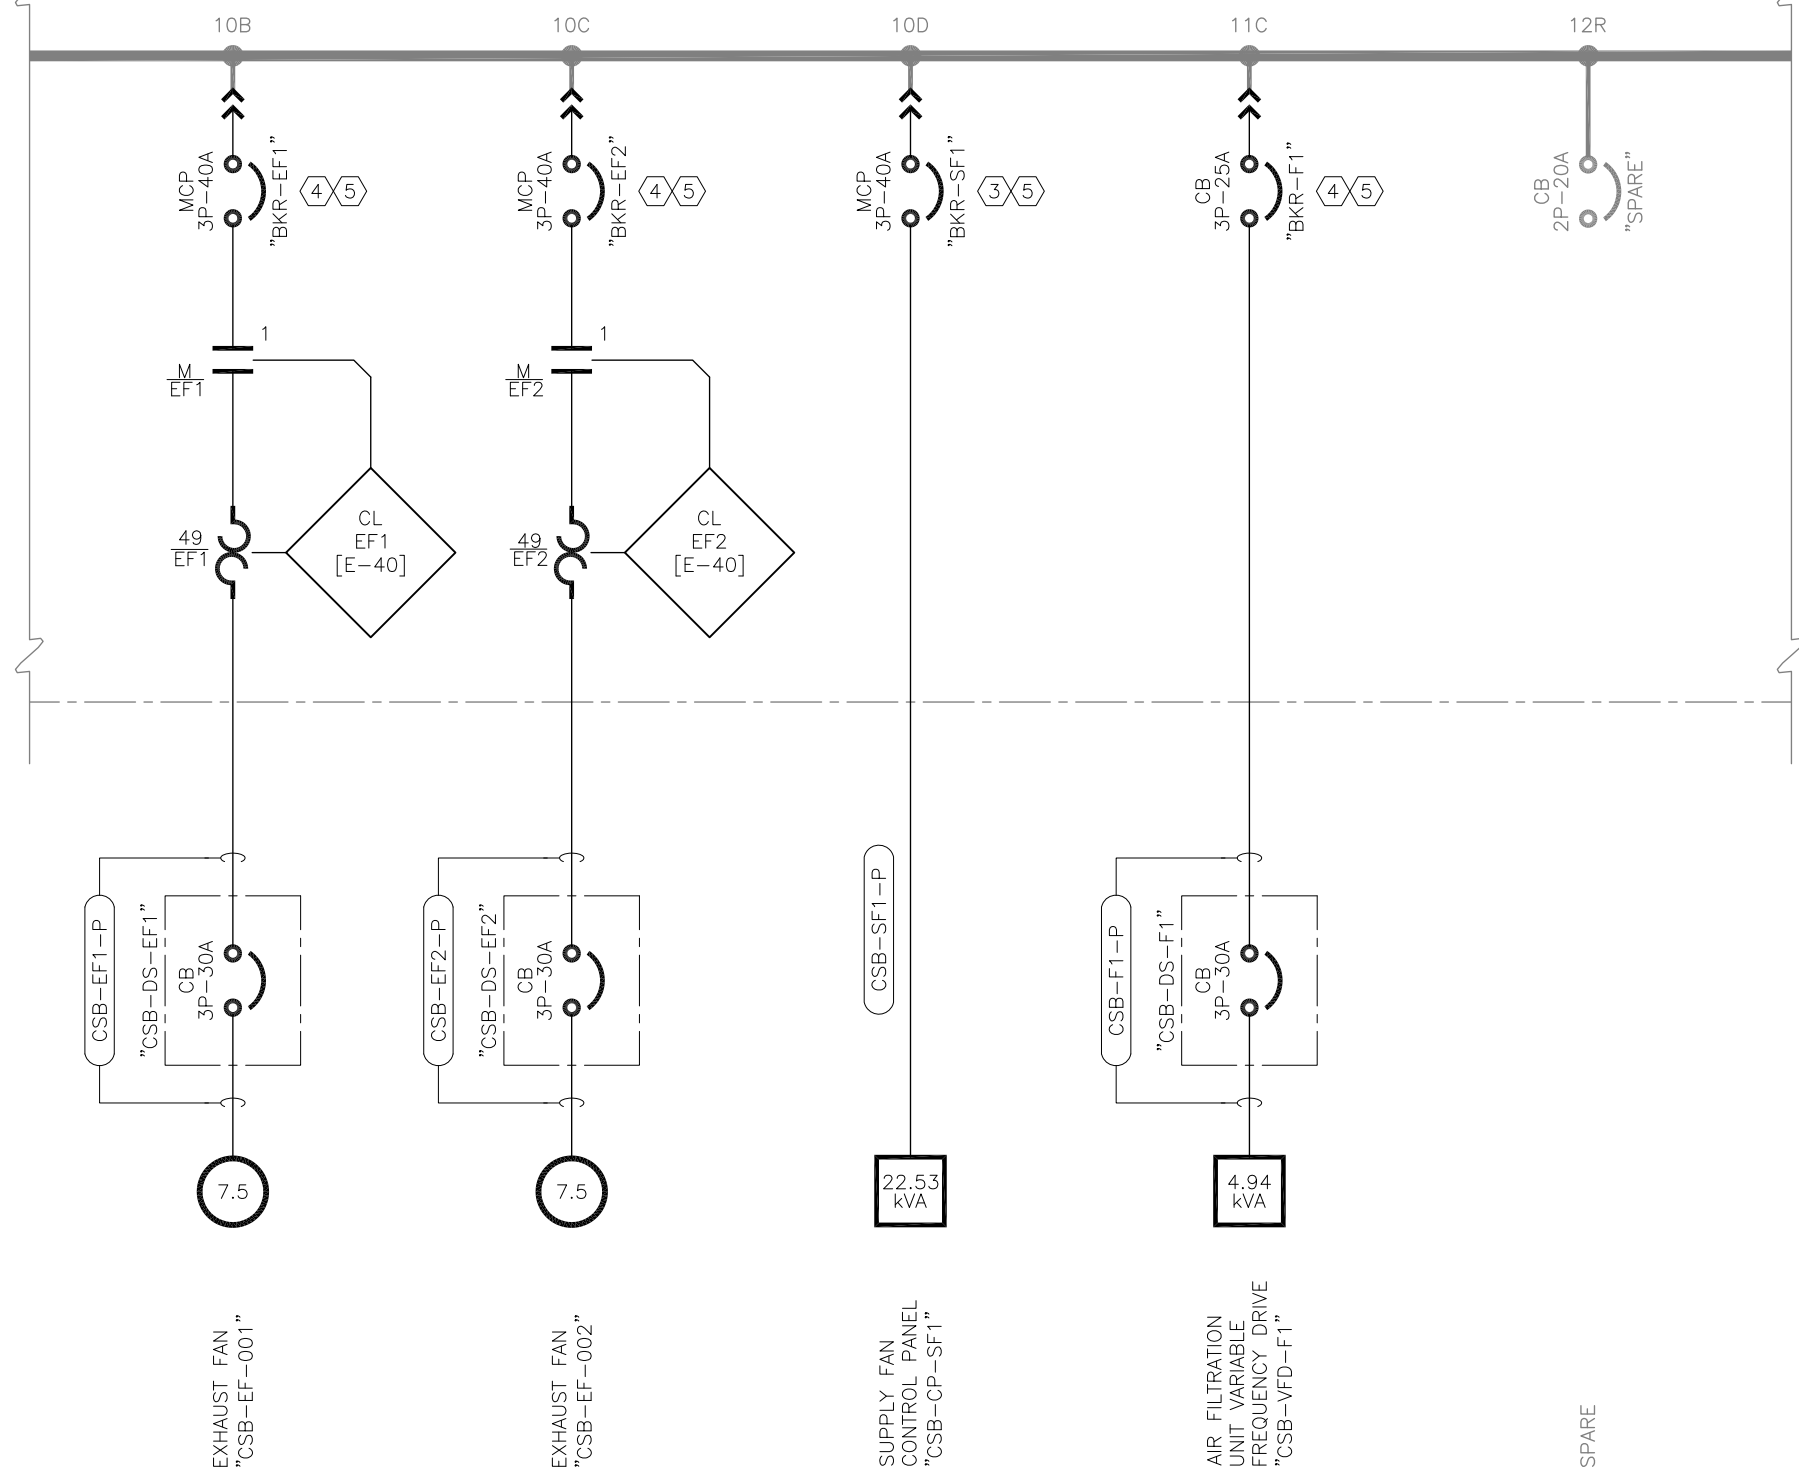 10B
10C
10D
11C
12R
MCP
3P-40A
"BKR-EF1"
4
5
MCP
3P-40A
"BKR-EF2"
4
5
MCP
3P-40A
"BKR-SF1"
3
5
CB
3P-25A
"BKR-F1"
4
5
CB
2P-20A
"SPARE"
1
M
EF1
1
M
EF2
49
EF1
CL
EF1
[E-40]
49
EF2
CL
EF2
[E-40]
CSB-EF1-P
"CSB-DS-EF1"
CB
3P-30A
CSB-EF2-P
"CSB-DS-EF2"
CB
3P-30A
CSB-SF1-P
CSB-F1-P
"CSB-DS-F1"
CB
3P-30A
7.5
7.5
22.53
kVA
4.94
kVA
EXHAUST FAN
"CSB-EF-001"
EXHAUST FAN
"CSB-EF-002"
SUPPLY FAN
CONTROL PANEL
"CSB-CP-SF1"
AIR FILTRATION
UNIT VARIABLE
FREQUENCY DRIVE
"CSB-VFD-F1"
SPARE